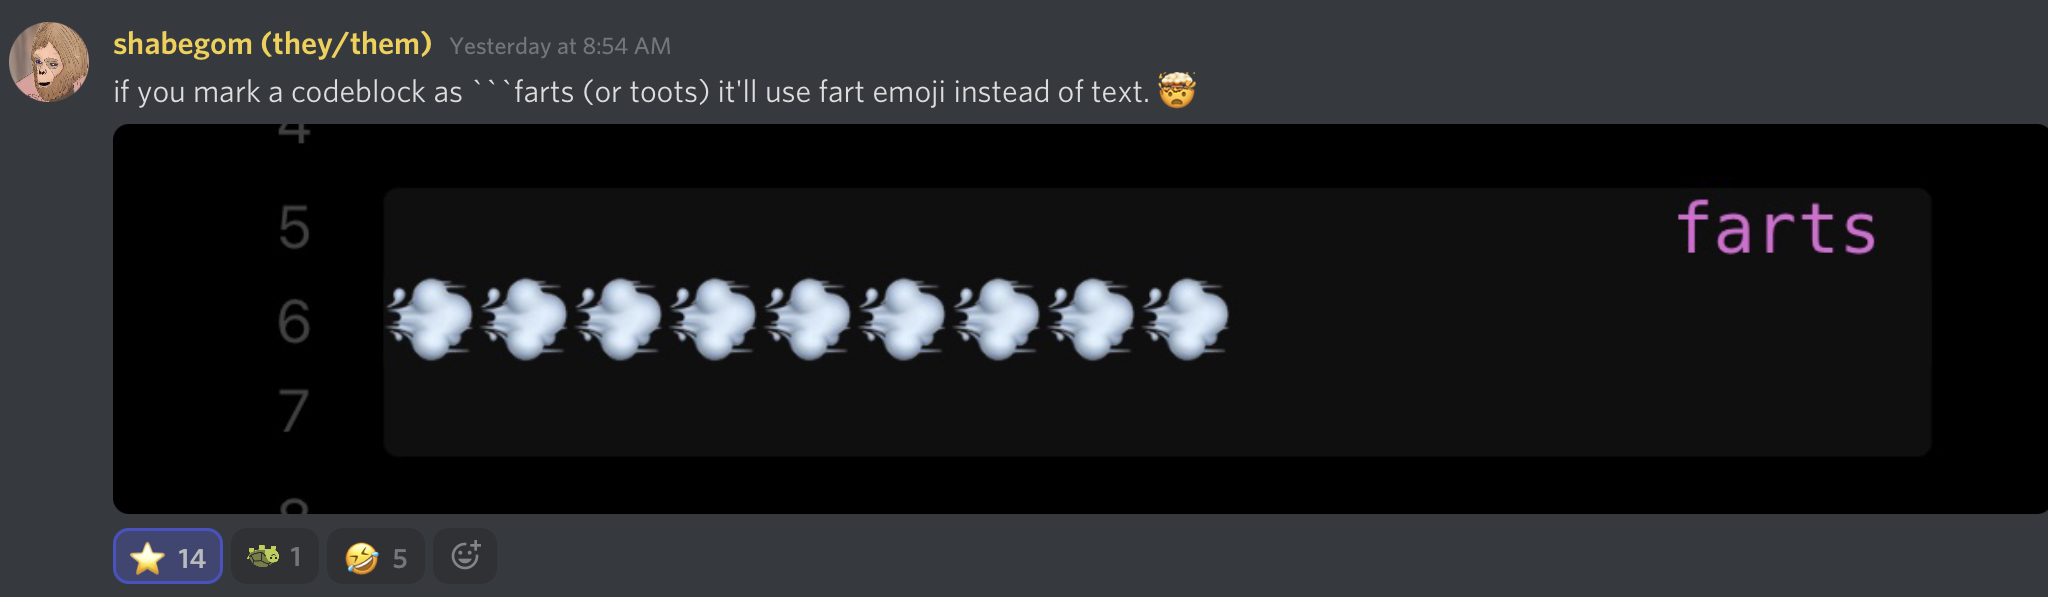 shabegom (they/them) Yesterday at 8:54 AM
if you mark a codeblock as ```farts (or toots) it'll use fart emoji instead of text. 🤯
4
5 farts
6 💨💨💨💨💨💨💨💨💨
7
8
⭐ 14 🐢 1 🤣 5